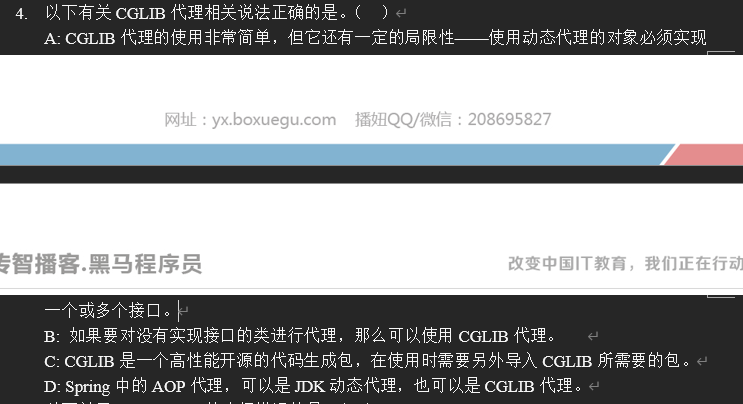 4. 以下有关 CGLIB 代理相关说法正确的是。（ ）
A: CGLIB 代理的使用非常简单，但它还有一定的局限性——使用动态代理的对象必须实现
网址：yx.boxuegu.com 播妞QQ/微信：208695827
传智播客.黑马程序员
改变中国IT教育，我们正在行动
一个或多个接口。
B: 如果要对没有实现接口的类进行代理，那么可以使用 CGLIB 代理。
C: CGLIB 是一个高性能开源的代码生成包，在使用时需要另外导入 CGLIB 所需要的包。
D: Spring 中的 AOP 代理，可以是 JDK 动态代理，也可以是 CGLIB 代理。